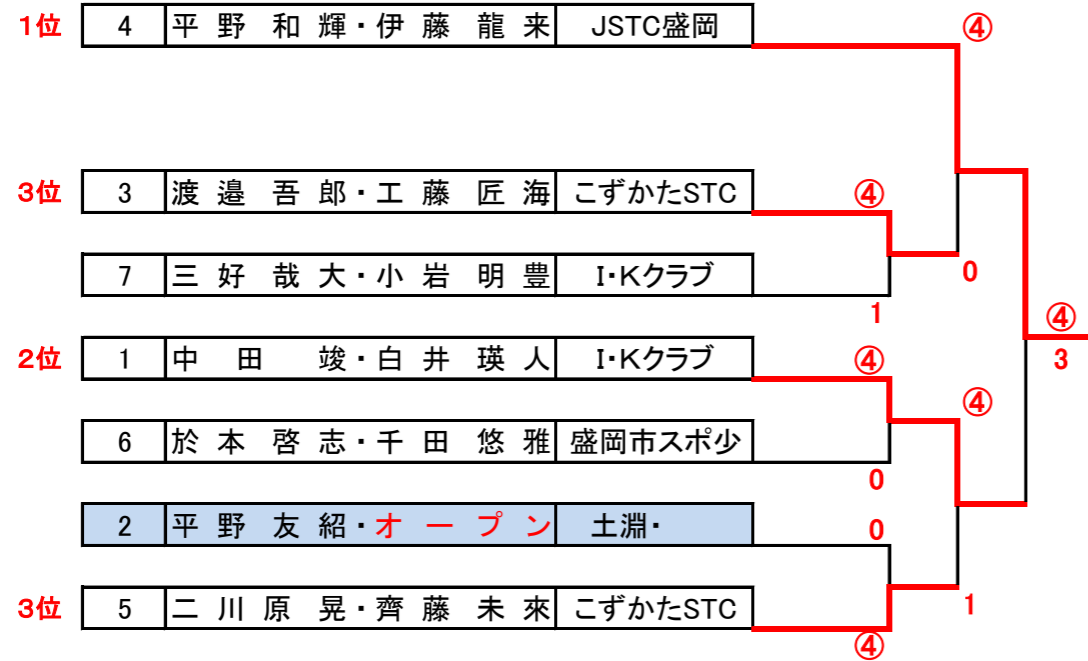 1位 4 平野 和輝・伊藤 龍来 JSTC盛岡 ④
3位 3 渡邉 吾郎・工藤 匠海 こずかたSTC ④
0
7 三好 哲大・小岩 明豊 I・Kクラブ
1
④
3
2位 1 中田 竣・白井 瑛人 I・Kクラブ ④
④
6 於本 啓志・千田 悠雅 盛岡市スポ少
0
2 平野 友紹・オープン 土淵・ 0
3位 5 二川原 晃・齊藤 未來 こずかたSTC 1
④